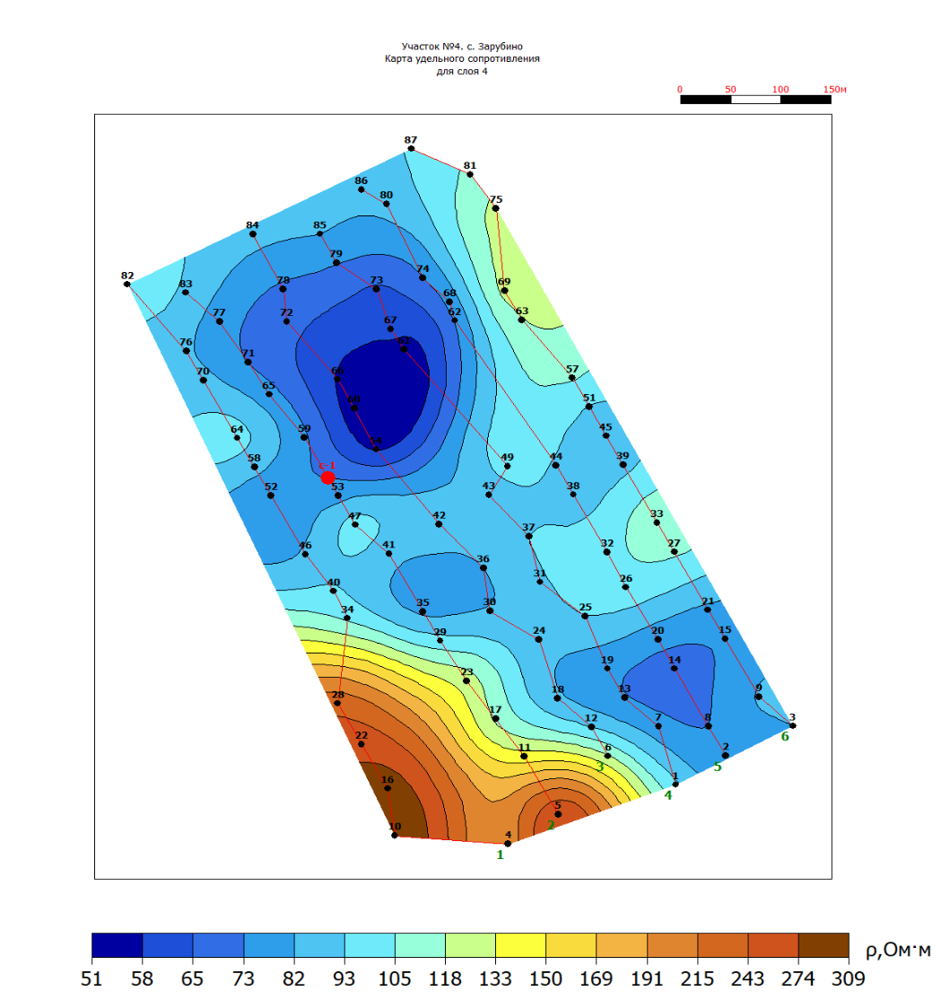 Участок №4. с. Зарубино
Карта удельного сопротивления
для слоя 4
0 50 100 150м
87
81
86
80
75
84 85
79
74
82 83 78 73 69
68
77 72 67 62 63
76 71 61
70 66 57
65 60 51
64 59 54 45
58 с-1 49 44 39
52 53 43 38
47 42 37 33
46 41 36 32 27
40 31 26
34 35 30 25 21
29 24 20 15
23 19 14
28 18 13 9
17 12 7 8 3
22 11 6 2 6
3 5
16 1
4
5
10 2
4
1
51 58 65 73 82 93 105 118 133 150 169 191 215 243 274 309
ρ,Ом·м